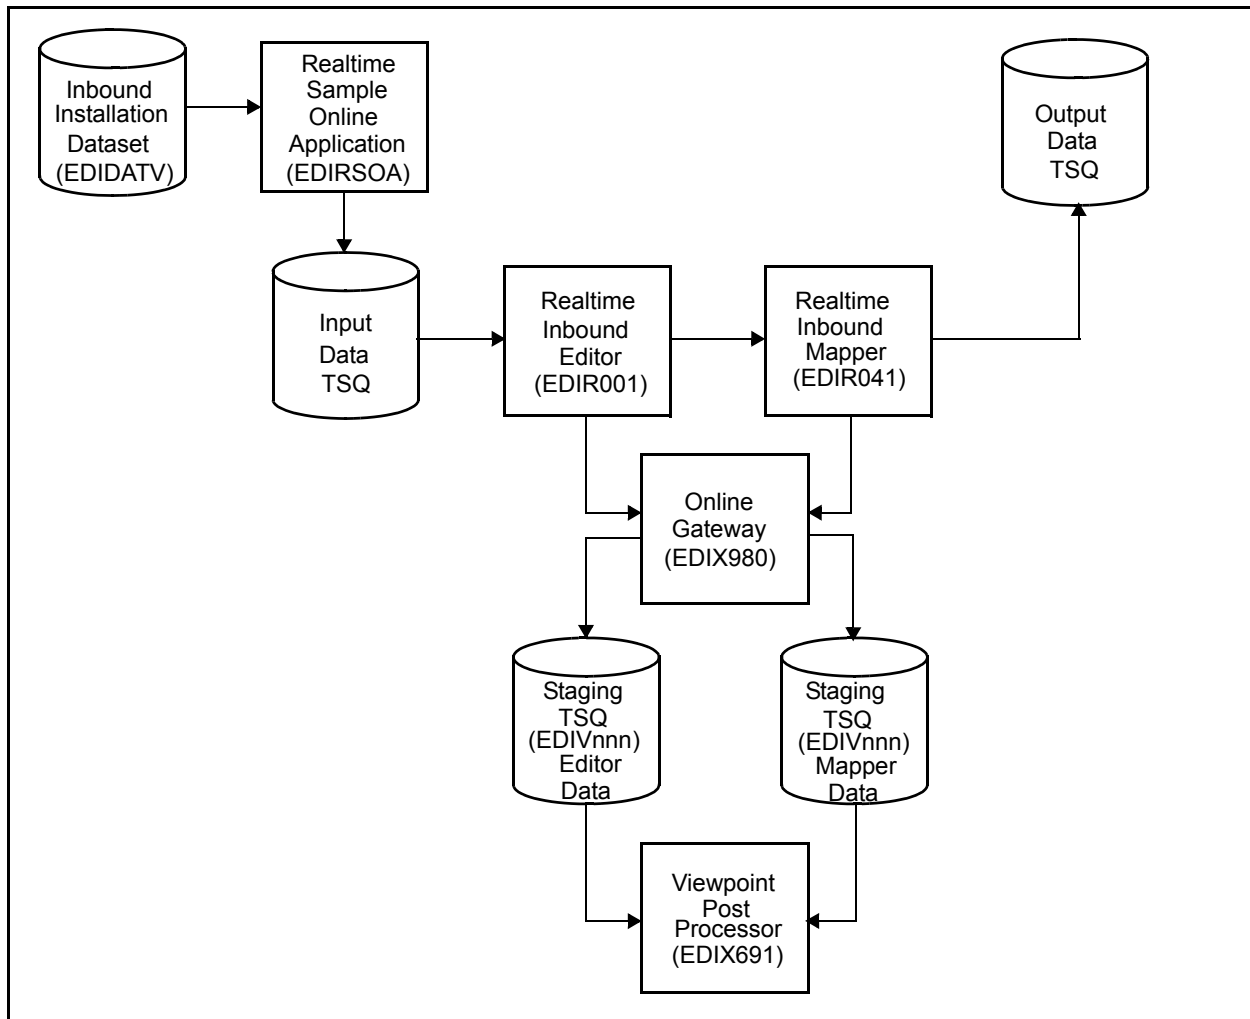 Inbound
Installation
Dataset
(EDIDATV)
Realtime
Sample
Online
Application
(EDIRSOA)
Output
Data
TSQ
Input
Data
TSQ
Realtime
Inbound
Editor
(EDIR001)
Realtime
Inbound
Mapper
(EDIR041)
Online
Gateway
(EDIX980)
Staging
TSQ
(EDIVnnn)
Editor
Data
Staging
TSQ
(EDIVnnn)
Mapper
Data
Viewpoint
Post
Processor
(EDIX691)